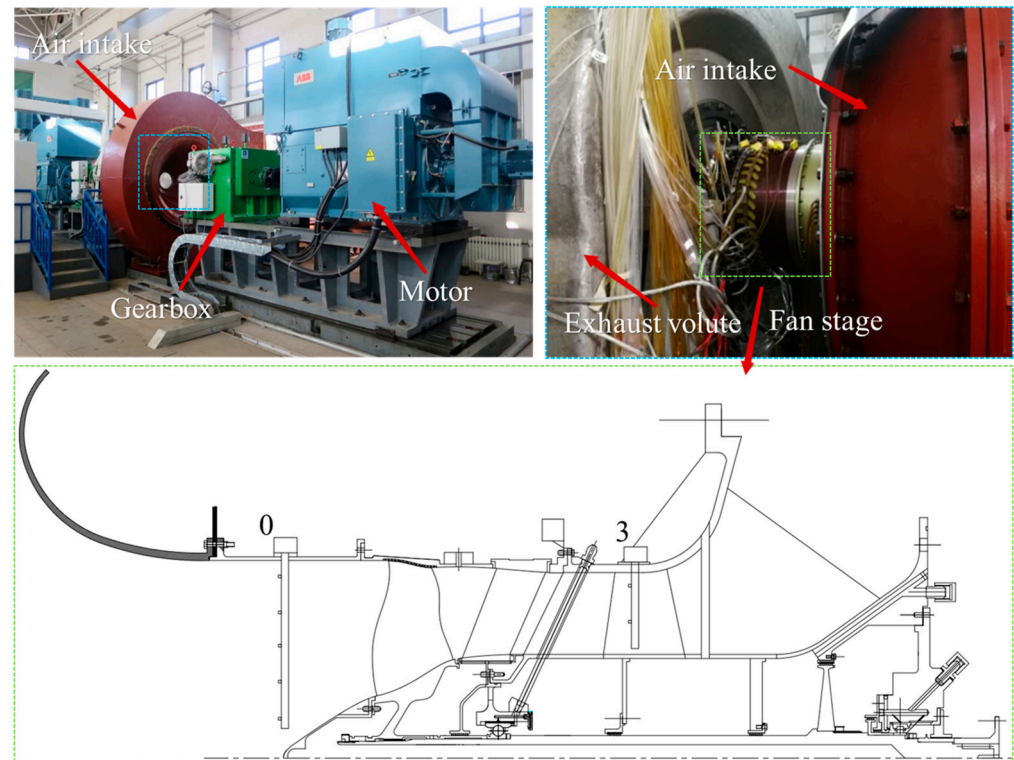 Air intake
ABB
Gearbox
Motor
Air intake
Exhaust volute
Fan stage
0
3